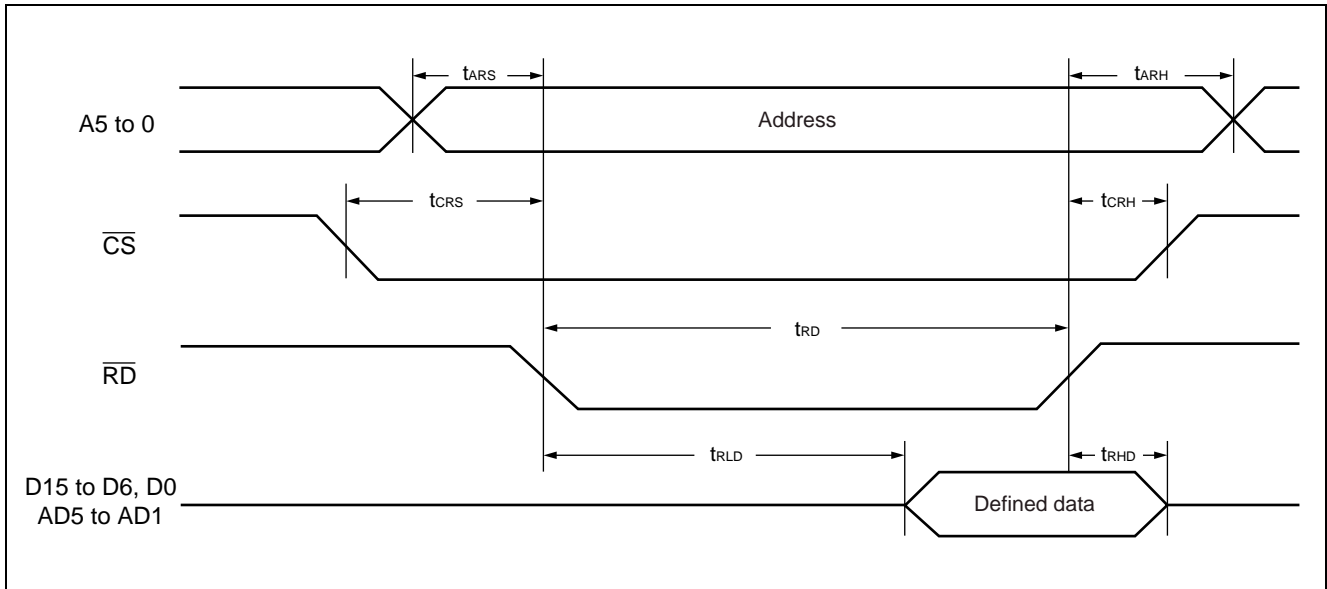 tARS
tARH
A5 to 0
Address
tCRS
tCRH
CS
tRD
RD
tRLD
tRHD
D15 to D6, D0
AD5 to AD1
Defined data